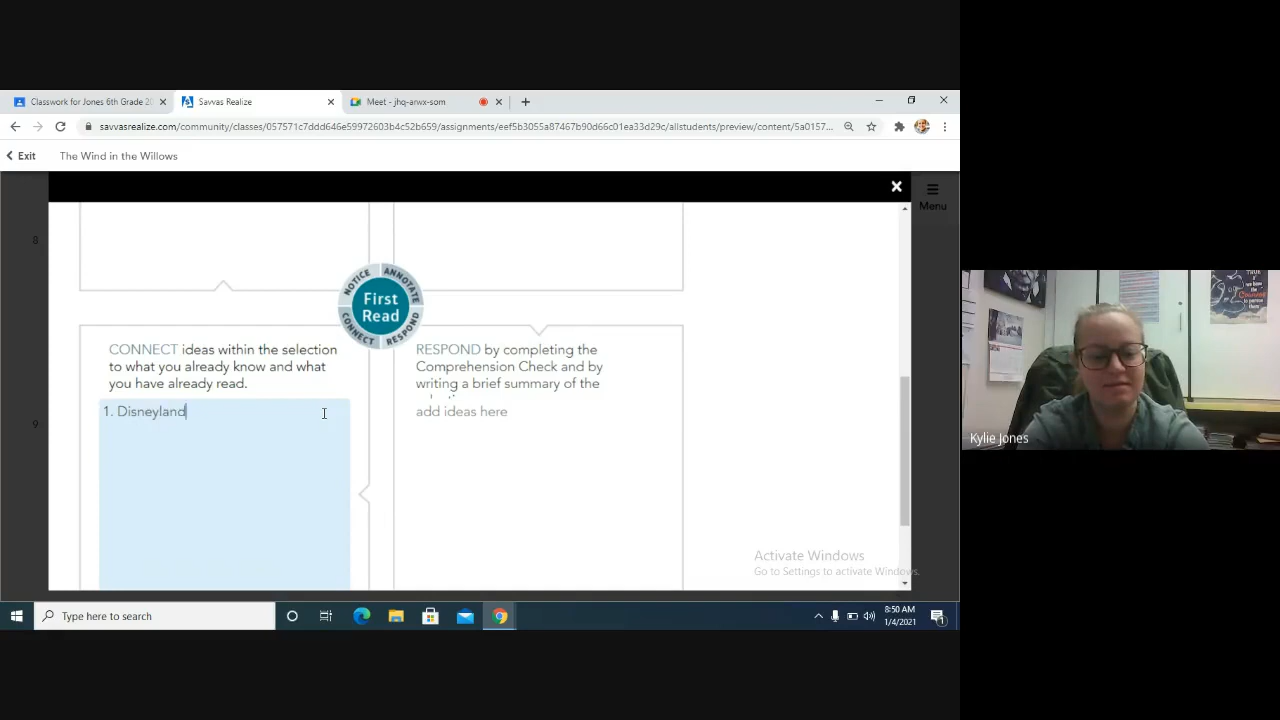 Classwork for Jones 6th Grade 2
Savvas Realize
Meet - jhq-arwx-som
savvasrealize.com/community/classes/057571c7ddd646e59972603b4c52b659/assignments/eef5b3055a87467b90d66c01ea33d29c/allstudents/preview/content/5a0157...
Exit
The Wind in the Willows
Menu
8
NOTICE
ANNOTATE
First
Read
CONNECT
RESPOND
CONNECT ideas within the selection
to what you already know and what
you have already read.
1. Disneyland
RESPOND by completing the
Comprehension Check and by
writing a brief summary of the
add ideas here
9
Kylie Jones
Activate Windows
Go to Settings to activate Windows.
Type here to search
8:50 AM
1/4/2021